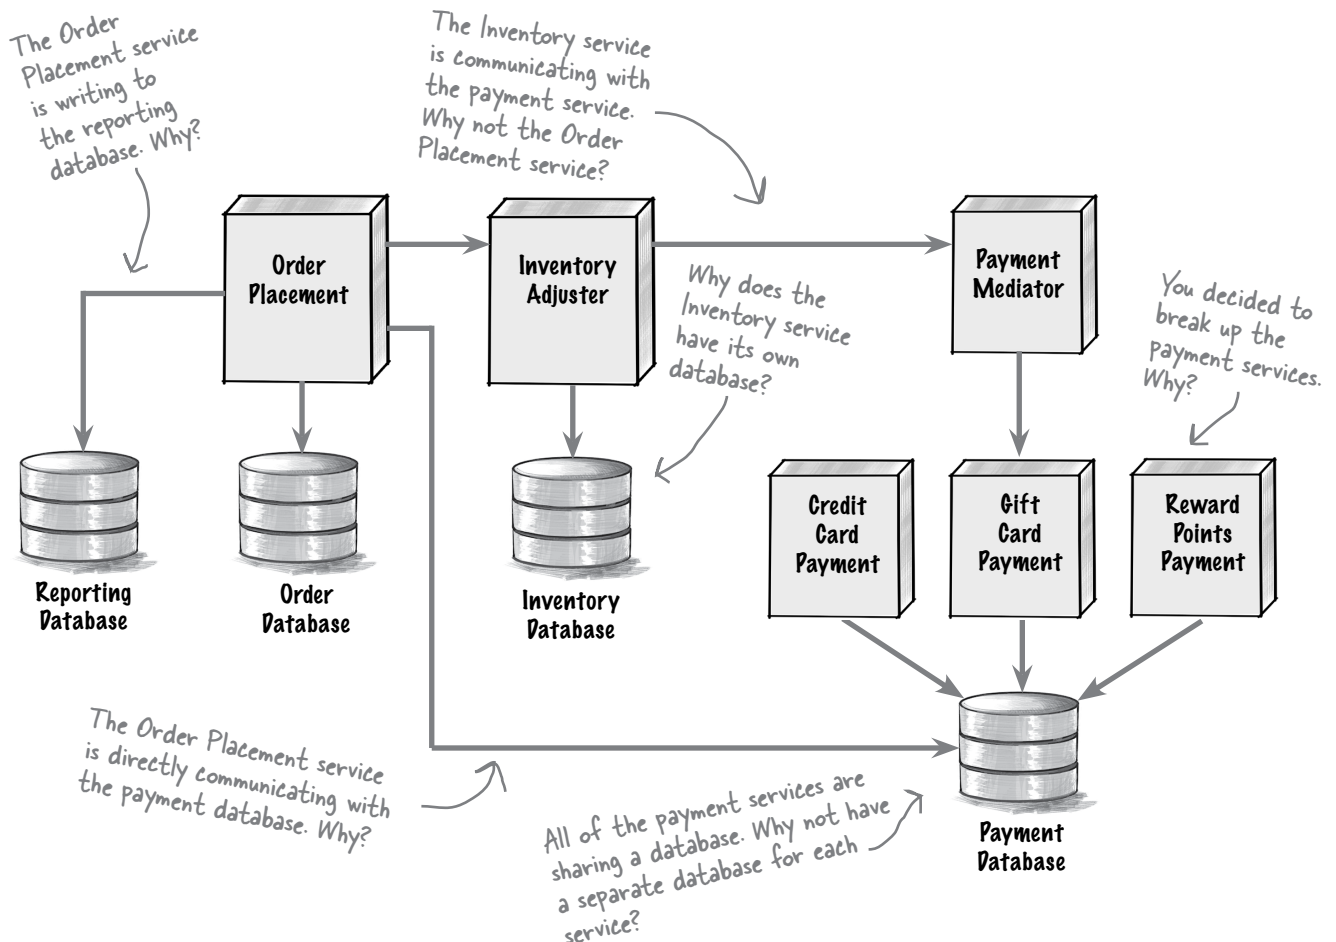 The Order
Placement service
is writing to
the reporting
database. Why?
The Inventory service
is communicating with
the payment service.
Why not the Order
Placement service?
Order
Placement
Inventory
Adjuster
Payment
Mediator
Why does the
Inventory service
have its own
database?
You decided to
break up the
payment services.
Why?
Credit
Card
Payment
Gift
Card
Payment
Reward
Points
Payment
Reporting
Database
Order
Database
Inventory
Database
The Order Placement service
is directly communicating with
the payment database. Why?
All of the payment services are
sharing a database. Why not have
a separate database for each
service?
Payment
Database